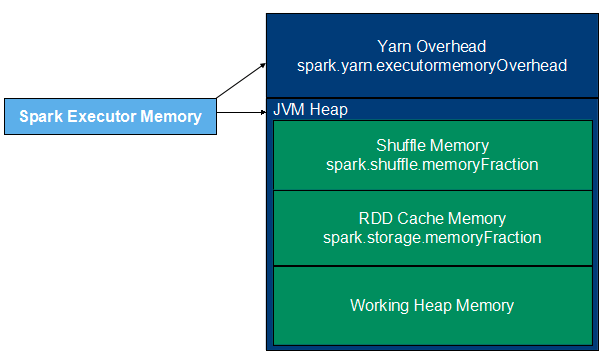 Yarn Overhead
spark.yarn.executormemoryOverhead
Spark Executor Memory
JVM Heap
Shuffle Memory
spark.shuffle.memoryFraction
RDD Cache Memory
spark.storage.memoryFraction
Working Heap Memory